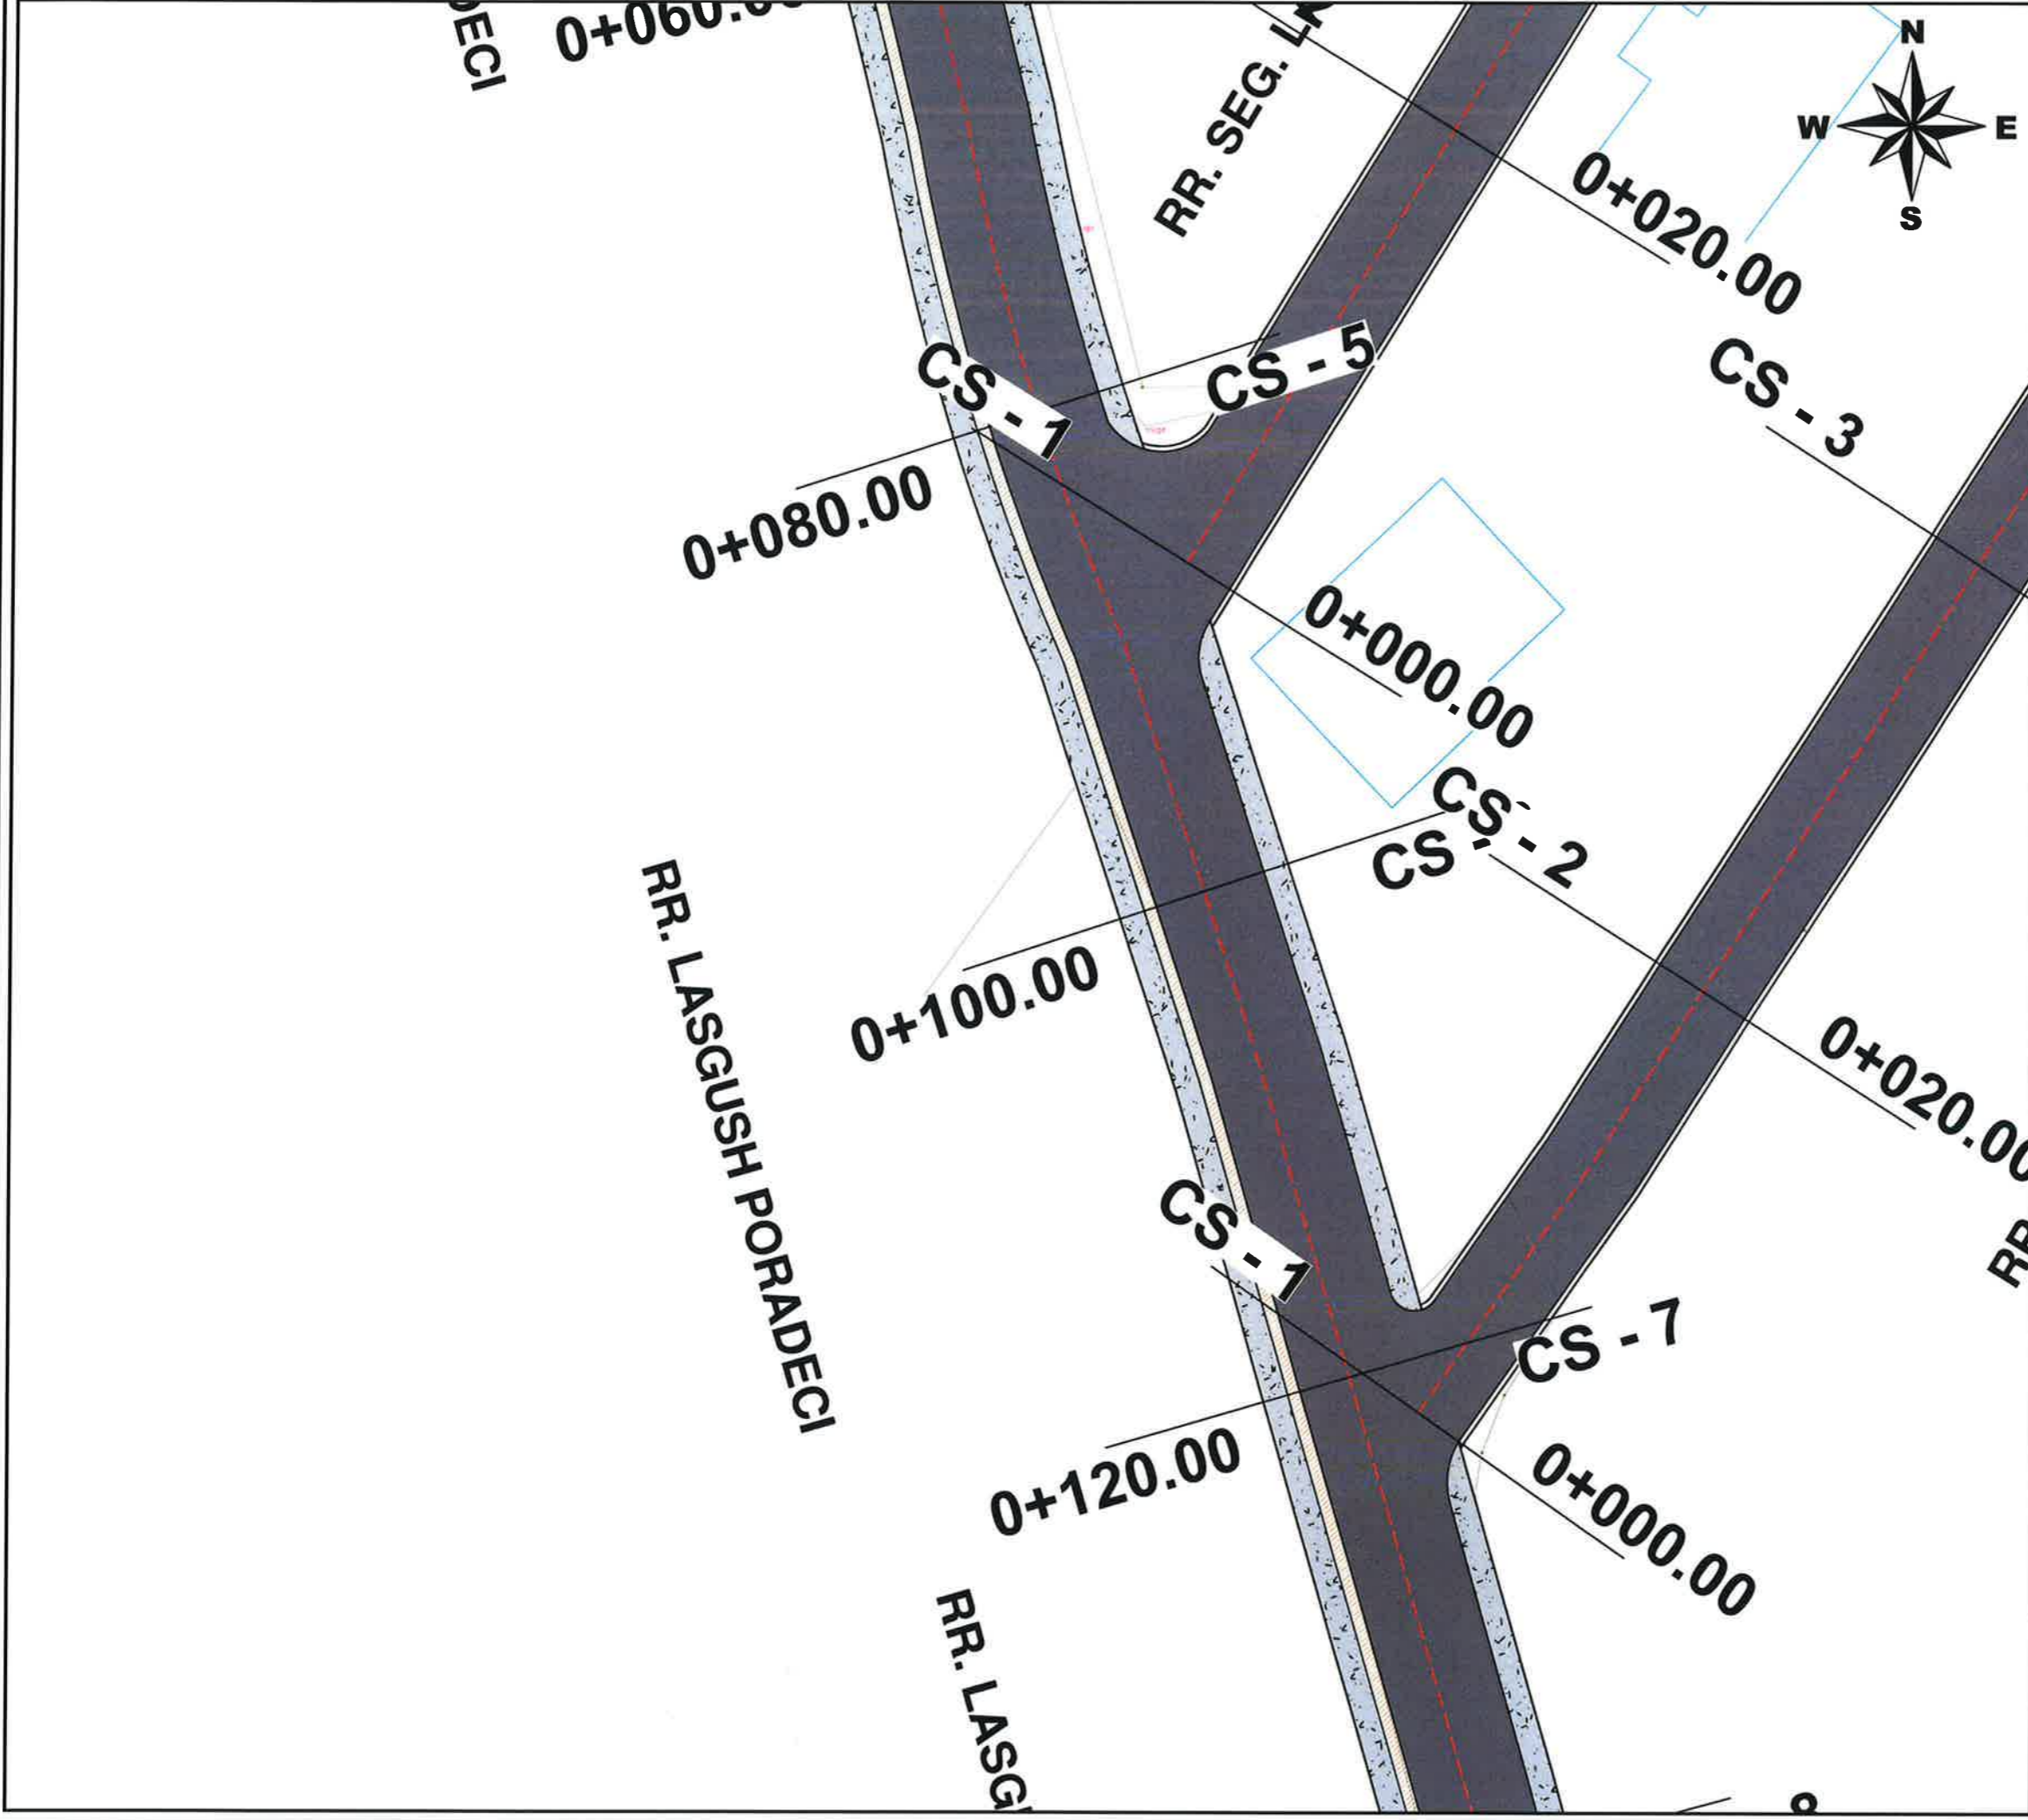 DECI
0+060.00
RR. SEG. L2
N
W
E
S
0+020.00
CS - 1
CS - 5
CS - 3
0+080.00
0+000.00
CS - 2
CS -
RR. LASGUSH PORADECI
0+100.00
0+020.00
CS - 1
CS - 7
0+120.00
0+000.00
RR. LASG